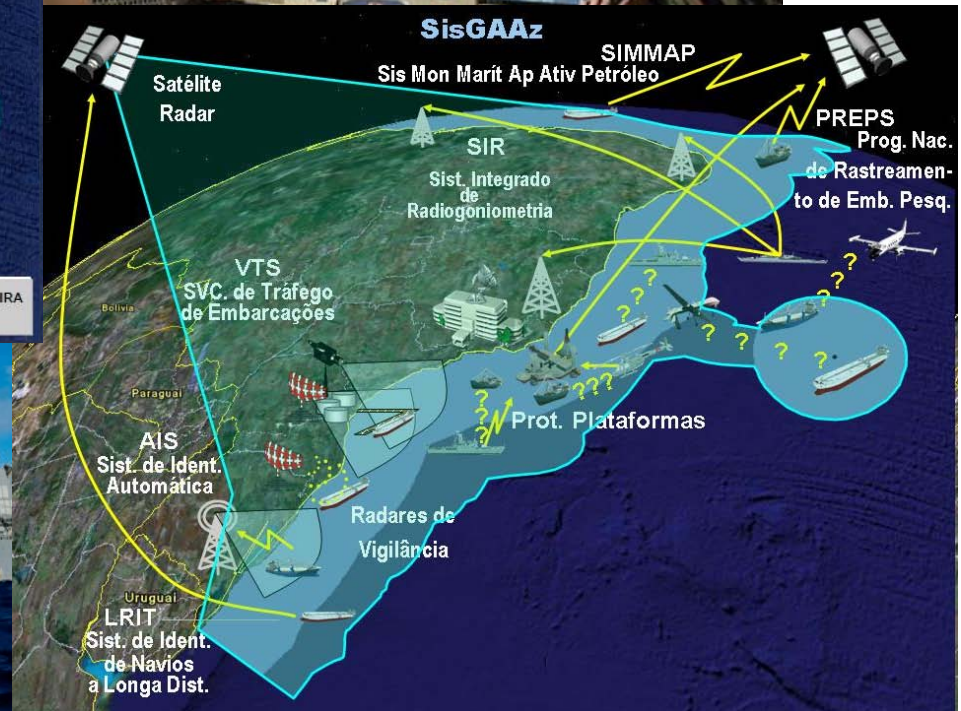 SisGAAz
SIMMAP
Sis Mon Marít Ap Ativ Petróleo
Satélite
Radar
PREPS
Prog. Nac.
de Rastreamen-
to de Emb. Pesq.
SIR
Sist. Integrado
de
Radiogoniometria
VTS
SVC. de Tráfego
de Embarcações
IRA
Bolivia
Paraguai
? ? ? ? ? ? ? ? ? ? ? ? ? ? ? ?
Prot. Plataformas
AIS
Sist. de Ident.
Automática
Radares de
Vigilância
Uruguai
LRIT
Sist. de Ident.
de Navios
a Longa Dist.